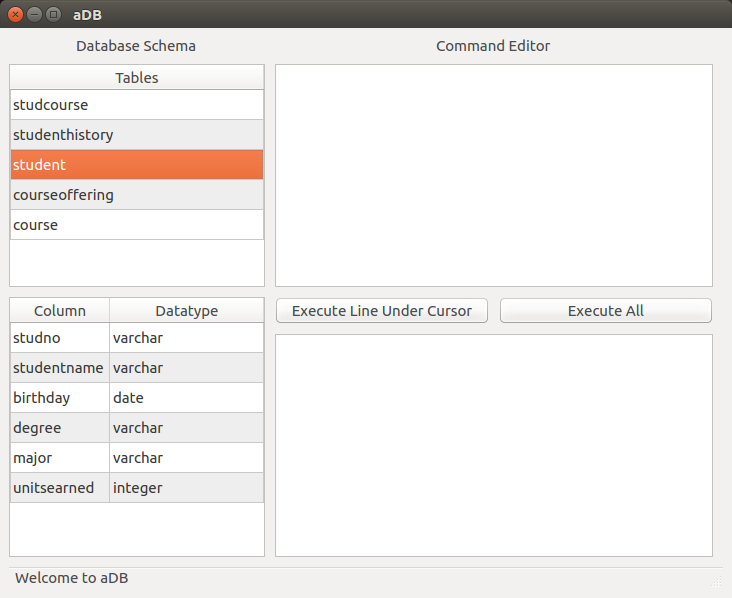 aDB
Database Schema
Command Editor
Tables
studcourse
studenthistory
student
courseoffering
course
Column Datatype
studno varchar
studentname varchar
birthday date
degree varchar
major varchar
unitsearned integer
Execute Line Under Cursor
Execute All
Welcome to aDB